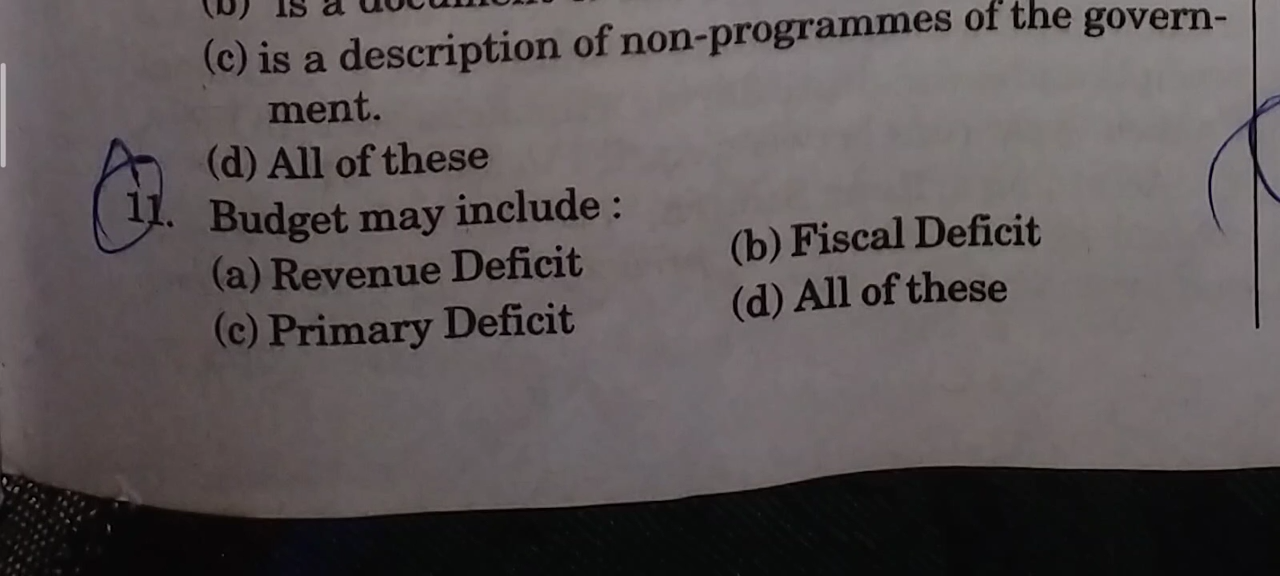 (b) is a
(c) is a description of non-programmes of the govern-
ment.
(d) All of these
11. Budget may include :
(a) Revenue Deficit (b) Fiscal Deficit
(c) Primary Deficit (d) All of these